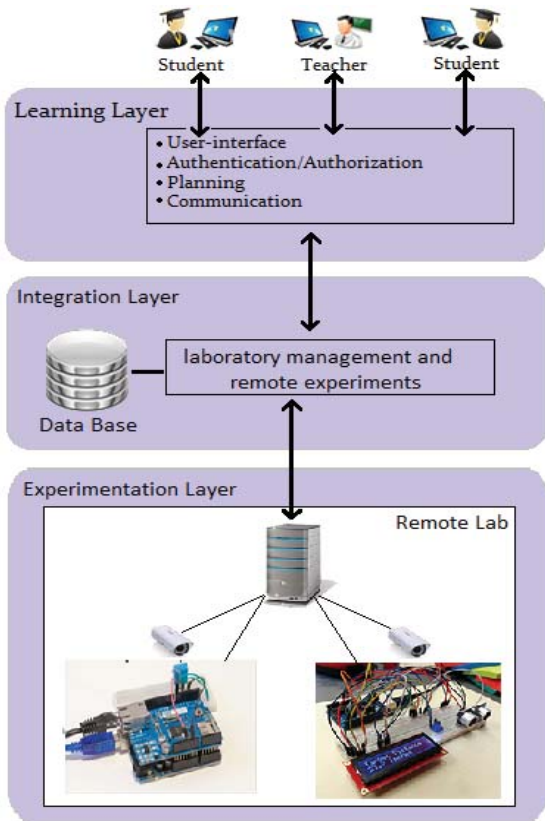 Student
Teacher
Student
Learning Layer
• User-interface
• Authentication/Authorization
• Planning
• Communication
Integration Layer
laboratory management and
remote experiments
Data Base
Experimentation Layer
Remote Lab